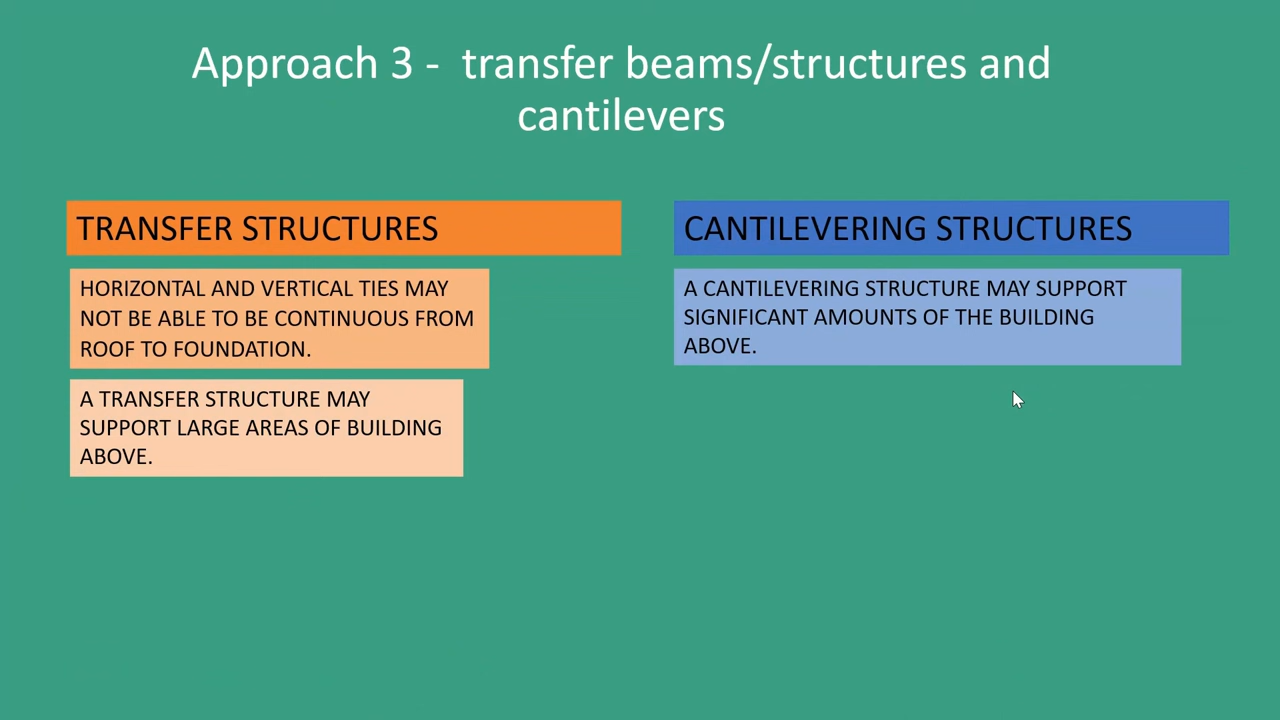 Approach 3 -  transfer beams/structures and
cantilevers
TRANSFER STRUCTURES
HORIZONTAL AND VERTICAL TIES MAY
NOT BE ABLE TO BE CONTINUOUS FROM
ROOF TO FOUNDATION.
A TRANSFER STRUCTURE MAY
SUPPORT LARGE AREAS OF BUILDING
ABOVE.
CANTILEVERING STRUCTURES
A CANTILEVERING STRUCTURE MAY SUPPORT
SIGNIFICANT AMOUNTS OF THE BUILDING
ABOVE.